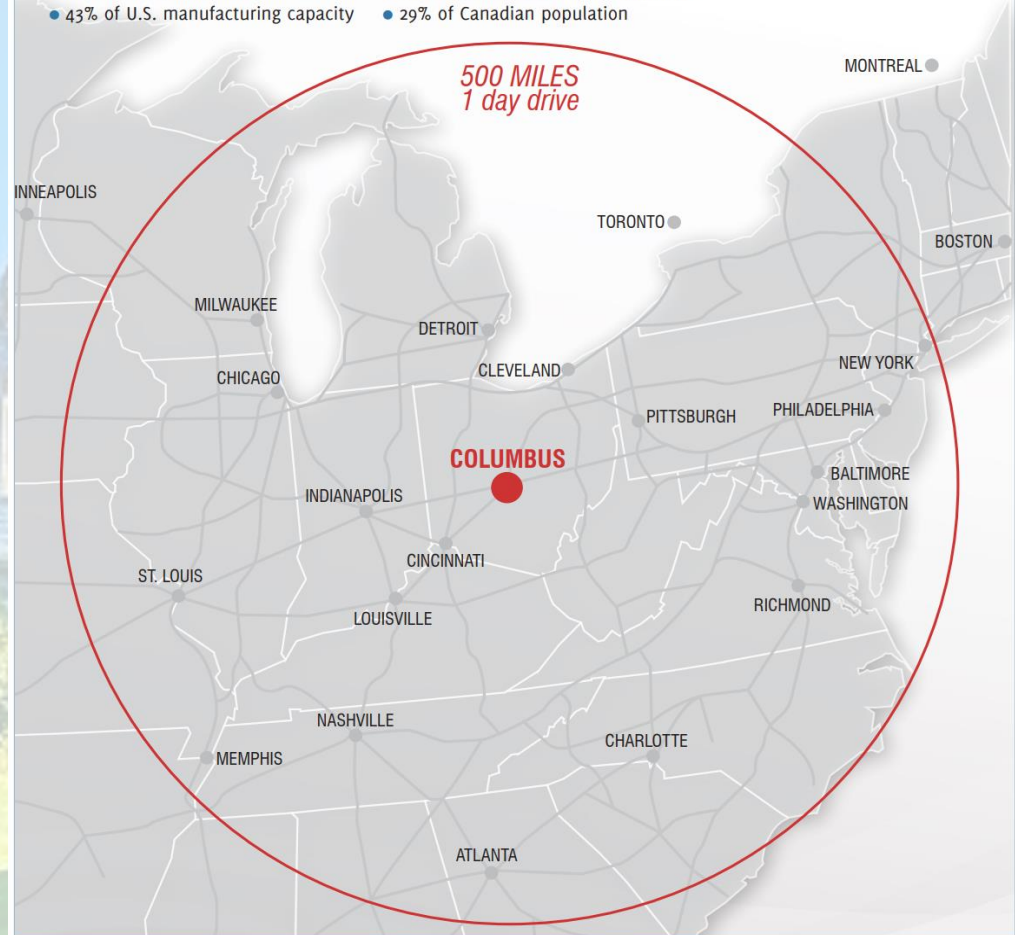 • 43% of U.S. manufacturing capacity • 29% of Canadian population
500 MILES
1 day drive
MONTREAL
INNEAPOLIS
TORONTO
BOSTON
MILWAUKEE
DETROIT
CLEVELAND
NEW YORK
CHICAGO
PITTSBURGH
PHILADELPHIA
COLUMBUS
BALTIMORE
INDIANAPOLIS
WASHINGTON
CINCINNATI
ST. LOUIS
RICHMOND
LOUISVILLE
NASHVILLE
CHARLOTTE
MEMPHIS
ATLANTA